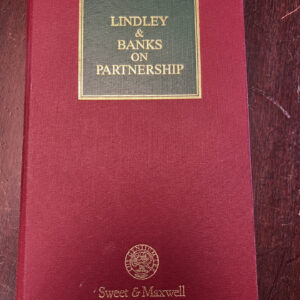 LINDLEY
&
BANKS
ON
PARTNERSHIP
Sweet & Maxwell